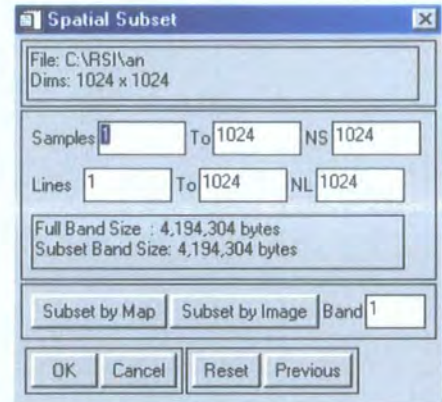 Spatial Subset
File: C:\RSI\an
Dims: 1024 x 1024
Samples 1 To 1024 NS 1024
Lines 1 To 1024 NL 1024
Full Band Size : 4,194,304 bytes
Subset Band Size: 4,194,304 bytes
Subset by Map Subset by Image Band 1
OK Cancel Reset Previous